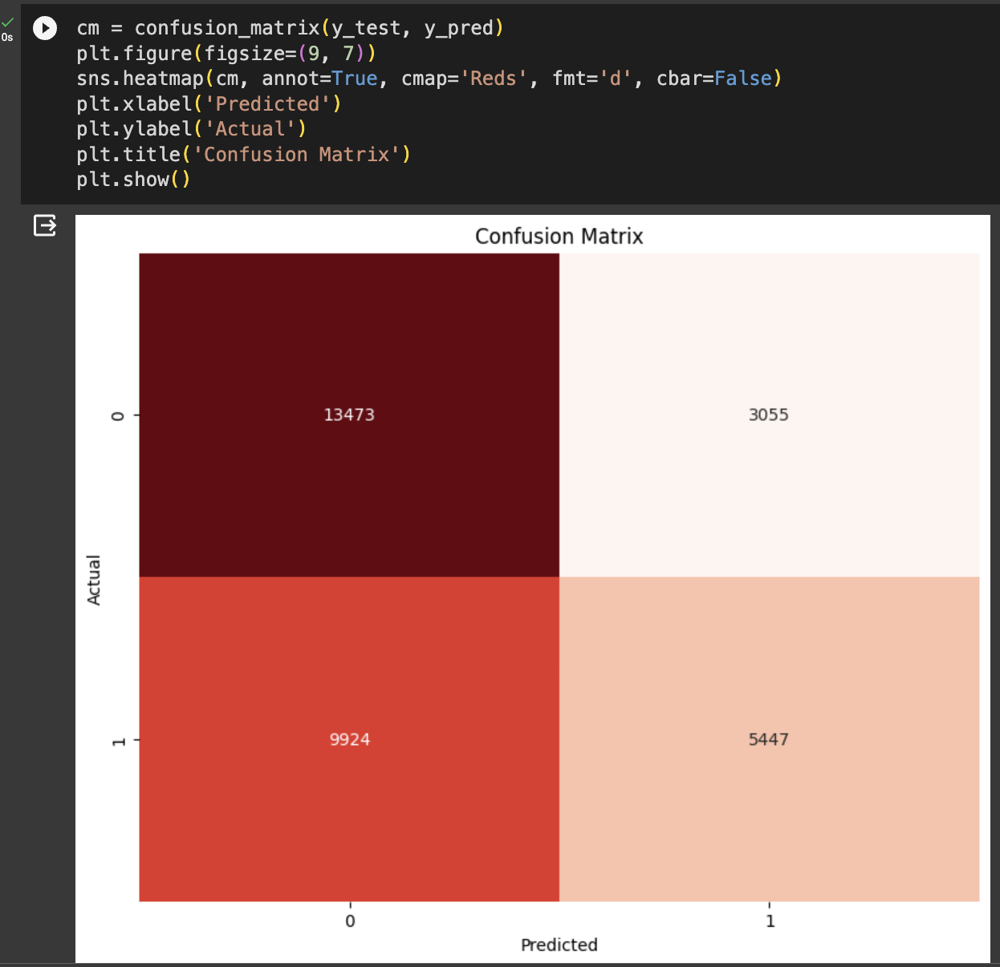 0s
cm = confusion_matrix(y_test, y_pred)
plt.figure(figsize=(9, 7))
sns.heatmap(cm, annot=True, cmap='Reds', fmt='d', cbar=False)
plt.xlabel('Predicted')
plt.ylabel('Actual')
plt.title('Confusion Matrix')
plt.show()
Confusion Matrix
0
13473
3055
Actual
1
9924
5447
0
1
Predicted